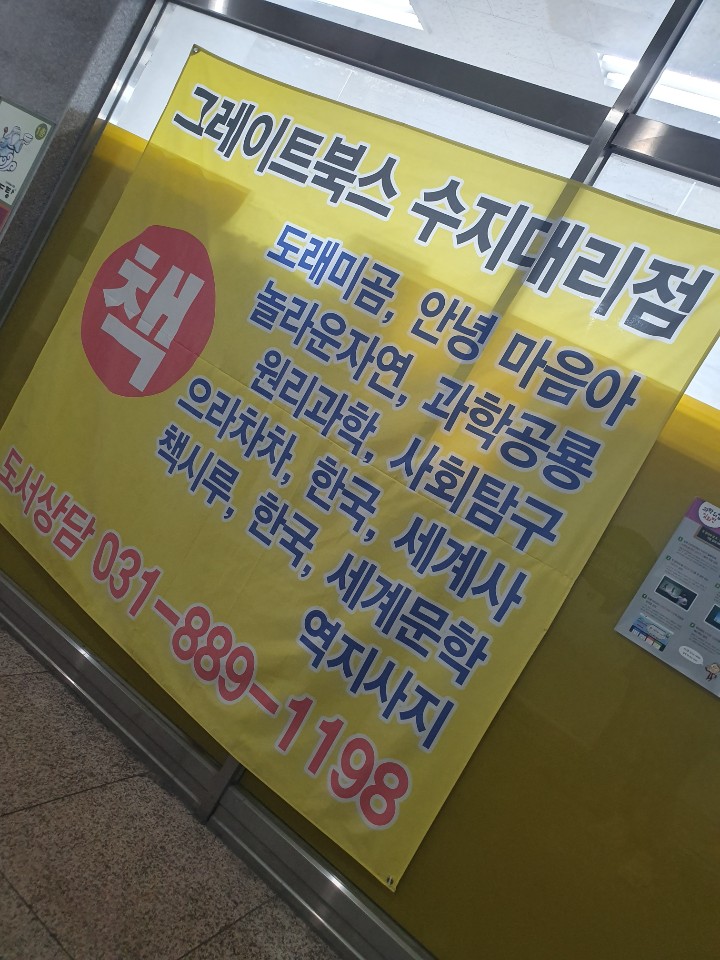 그레이트북스 수지대리점
책
도래미곰, 안녕 마음아
놀라운자연, 과학공룡
원리과학, 사회탐구
으라차차, 한국, 세계사
책시루, 한국, 세계문학
역지사지
도서상담 031-889-1198